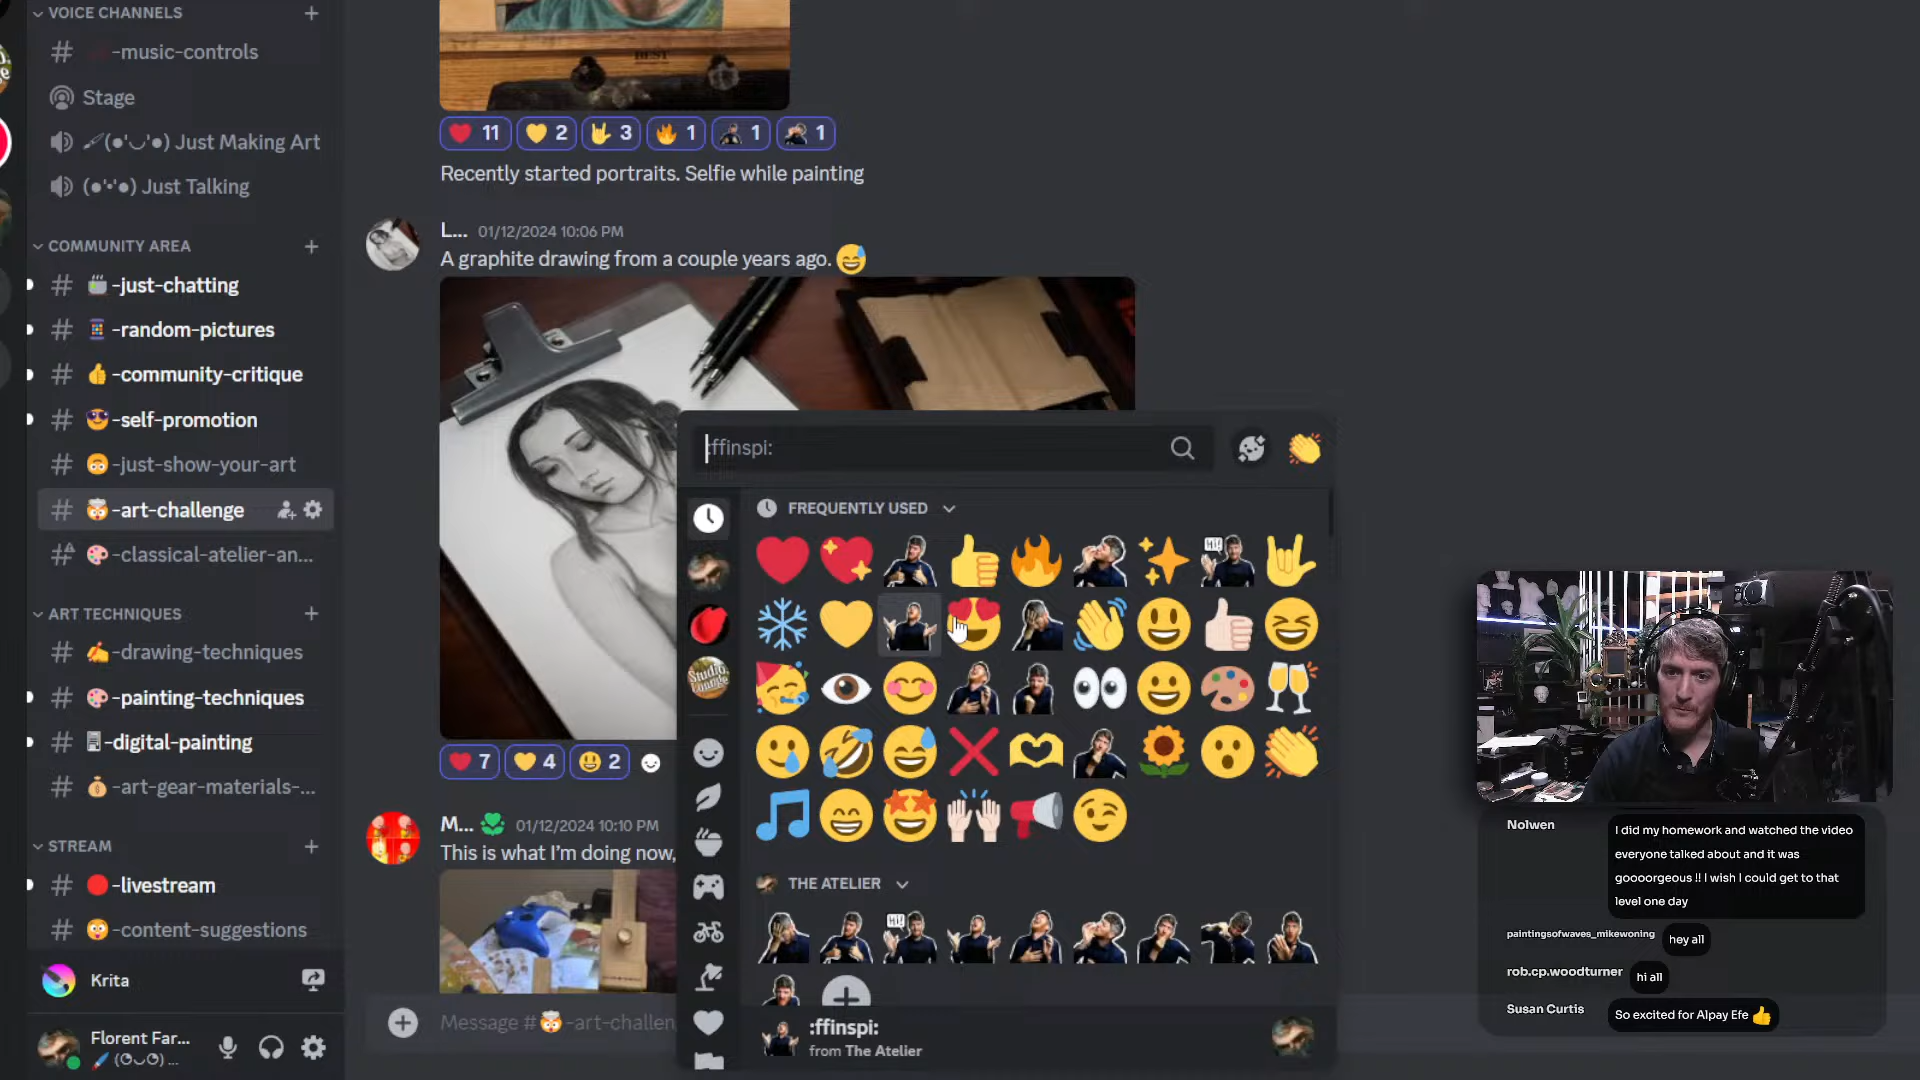 VOICE CHANNELS
-music-controls
Stage
(●'◡'●) Just Making Art
(●'•'●) Just Talking
COMMUNITY AREA
-just-chatting
-random-pictures
-community-critique
-self-promotion
-just-show-your-art
-art-challenge
-classical-atelier-an...
ART TECHNIQUES
-drawing-techniques
-painting-techniques
-digital-painting
-art-gear-materials-...
STREAM
-livestream
-content-suggestions
Krita
Florent Far...
BEST
11
2
3
1
1
1
Recently started portraits. Selfie while painting
L... 01/12/2024 10:06 PM
A graphite drawing from a couple years ago. 😅
7
4
2
M... 01/12/2024 10:10 PM
This is what I'm doing now,
Message # 🤯-art-challen
:ffinspi:
FREQUENTLY USED
HI!
Studio
Lounge
THE ATELIER
HI!
:ffinspi:
from The Atelier
Nolwen
I did my homework and watched the video
everyone talked about and it was
goooorgeous !! I wish I could get to that
level one day
paintingsofwaves_mikewoning
hey all
rob.cp.woodturner
hi all
Susan Curtis
So excited for Alpay Efe 👍